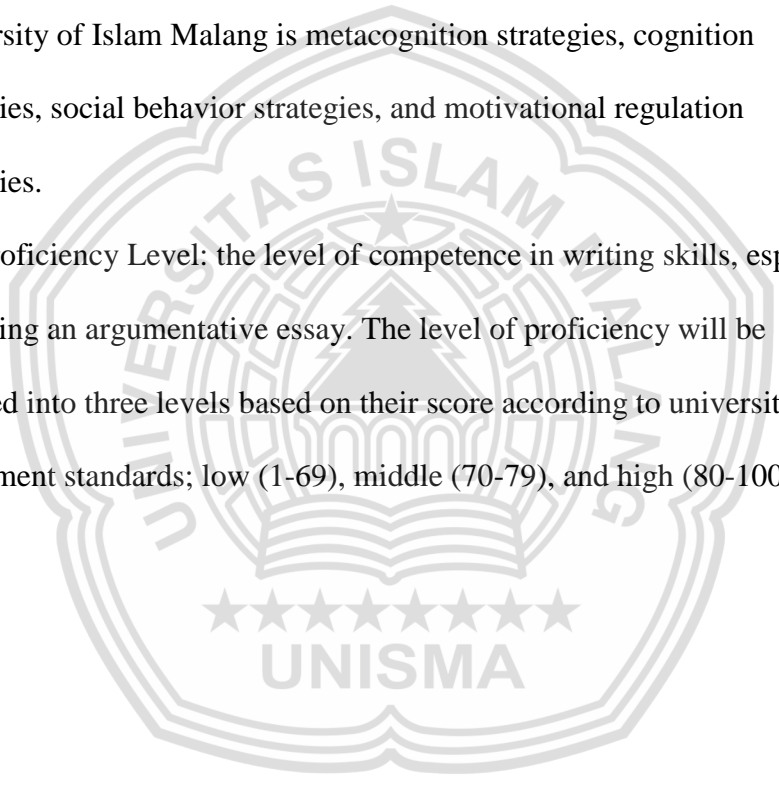 rsity of Islam Malang is metacognition strategies, cognition
ies, social behavior strategies, and motivational regulation
ies.
oficiency Level: the level of competence in writing skills, esp
ing an argumentative essay. The level of proficiency will be
ed into three levels based on their score according to universit
ment standards; low (1-69), middle (70-79), and high (80-100
UNIVERSITAS ISLAM MALANG
UNISMA